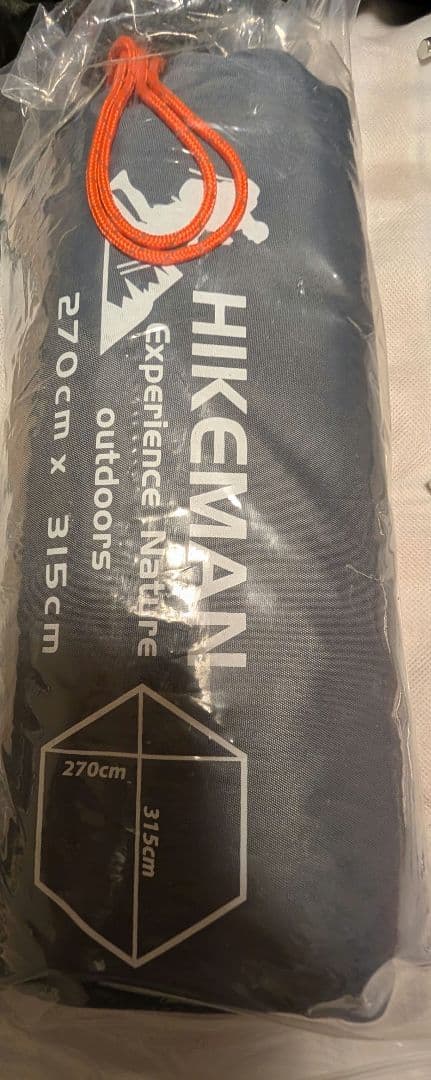 HIKEMAN
Experience Nature
outdoors
270cm x 315cm
270cm
315cm